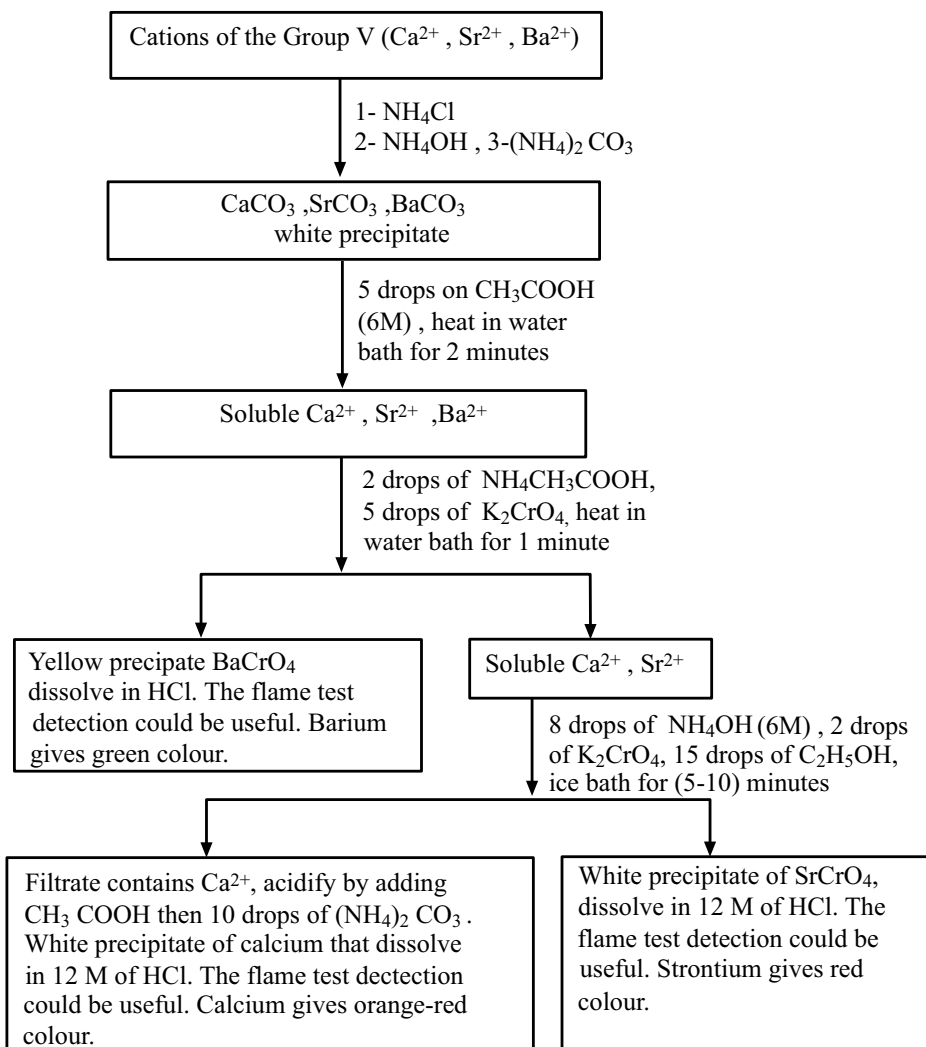 Cations of the Group V (Ca²⁺ , Sr²⁺ , Ba²⁺)
1- NH₄Cl
2- NH₄OH , 3-(NH₄)₂ CO₃
CaCO₃ ,SrCO₃ ,BaCO₃
white precipitate
5 drops on CH₃COOH
(6M) , heat in water
bath for 2 minutes
Soluble Ca²⁺ , Sr²⁺ ,Ba²⁺
2 drops of NH₄CH₃COOH,
5 drops of K₂CrO₄, heat in
water bath for 1 minute
Yellow precipate BaCrO₄
dissolve in HCl. The flame test
detection could be useful. Barium
gives green colour.
Soluble Ca²⁺ , Sr²⁺
8 drops of NH₄OH (6M) , 2 drops
of K₂CrO₄, 15 drops of C₂H₅OH,
ice bath for (5-10) minutes
Filtrate contains Ca²⁺, acidify by adding
CH₃ COOH then 10 drops of (NH₄)₂ CO₃ .
White precipitate of calcium that dissolve
in 12 M of HCl. The flame test dectection
could be useful. Calcium gives orange-red
colour.
White precipitate of SrCrO₄,
dissolve in 12 M of HCl. The
flame test detection could be
useful. Strontium gives red
colour.